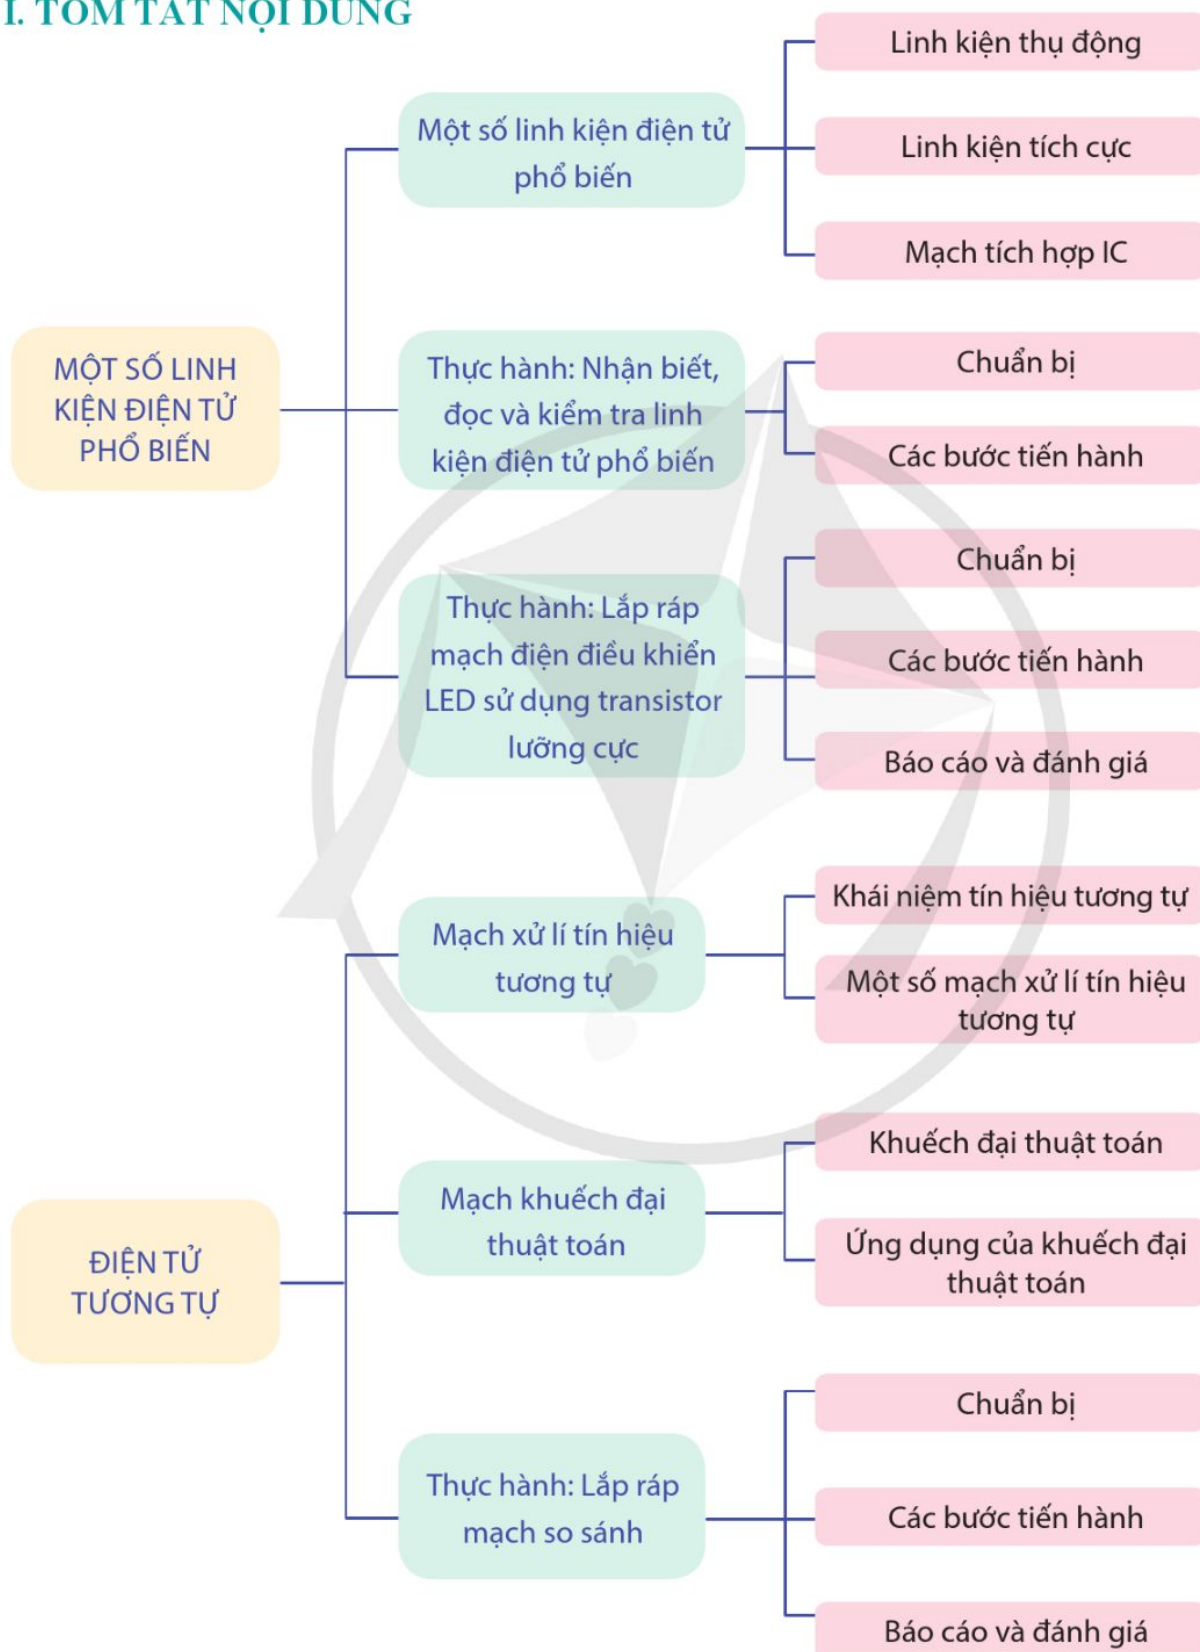 I. TÓM TẮT NỘI DUNG
MỘT SỐ LINH
KIỆN ĐIỆN TỬ
PHỔ BIẾN
Một số linh kiện điện tử
phổ biến
Linh kiện thụ động
Linh kiện tích cực
Mạch tích hợp IC
Thực hành: Nhận biết,
đọc và kiểm tra linh
kiện điện tử phổ biến
Chuẩn bị
Các bước tiến hành
Thực hành: Lắp ráp
mạch điện điều khiển
LED sử dụng transistor
lưỡng cực
Chuẩn bị
Các bước tiến hành
Báo cáo và đánh giá
ĐIỆN TỬ
TƯƠNG TỰ
Mạch xử lí tín hiệu
tương tự
Khái niệm tín hiệu tương tự
Một số mạch xử lí tín hiệu
tương tự
Mạch khuếch đại
thuật toán
Khuếch đại thuật toán
Ứng dụng của khuếch đại
thuật toán
Thực hành: Lắp ráp
mạch so sánh
Chuẩn bị
Các bước tiến hành
Báo cáo và đánh giá